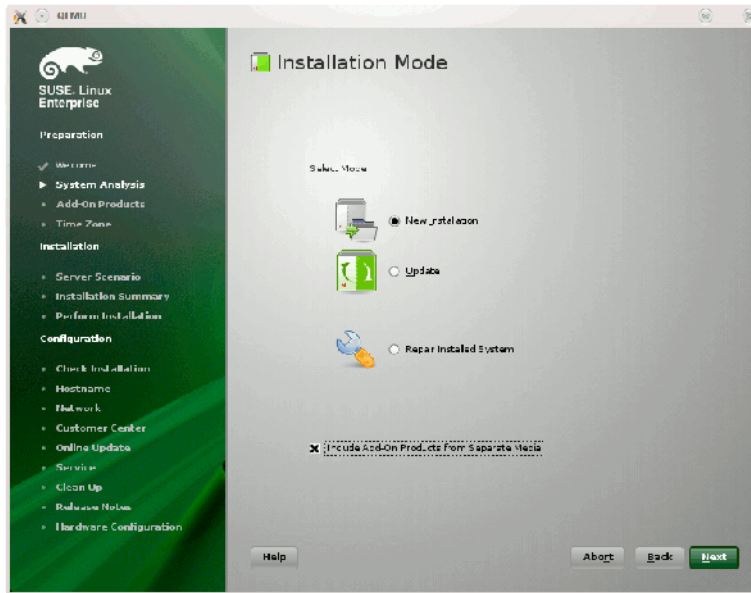 QEMU
SUSE. Linux
Enterprise
Preparation
Welcome
System Analysis
Add-On Products
Time Zone
Installation
Server Scenario
Installation Summary
Perform Installation
Configuration
Check Installation
Hostname
Network
Customer Center
Online Update
Service
Clean Up
Release Notes
Hardware Configuration
Installation Mode
Select Mode
New Installation
Update
Repair Installed System
Include Add-On Products from Separate Media
Help
Abort
Back
Next